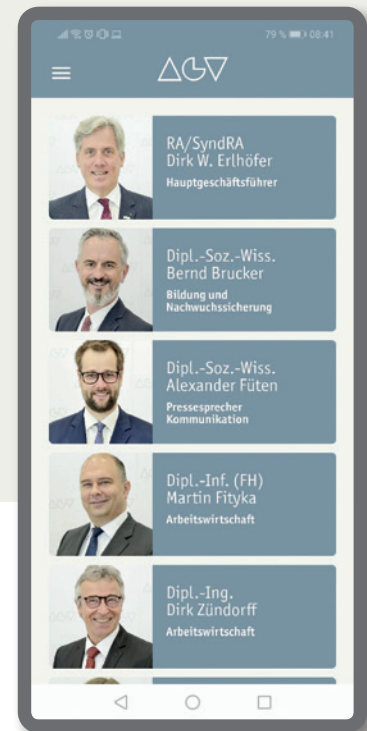 79 % 08:41
AGV
RA/SyndRA
Dirk W. Erlhöfer
Hauptgeschäftsführer
Dipl.-Soz.-Wiss.
Bernd Brucker
Bildung und
Nachwuchssicherung
Dipl.-Soz.-Wiss.
Alexander Füten
Pressesprecher
Kommunikation
Dipl.-Inf. (FH)
Martin Fityka
Arbeitswirtschaft
Dipl.-Ing.
Dirk Zündorff
Arbeitswirtschaft